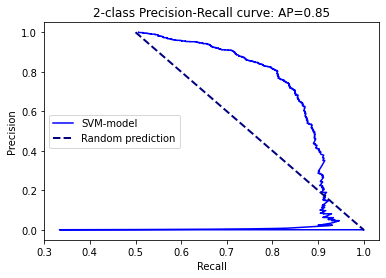 2-class Precision-Recall curve: AP=0.85
1.0
0.8
0.6
0.4
0.2
0.0
Precision
SVM-model
Random prediction
0.3 0.4 0.5 0.6 0.7 0.8 0.9 1.0
Recall